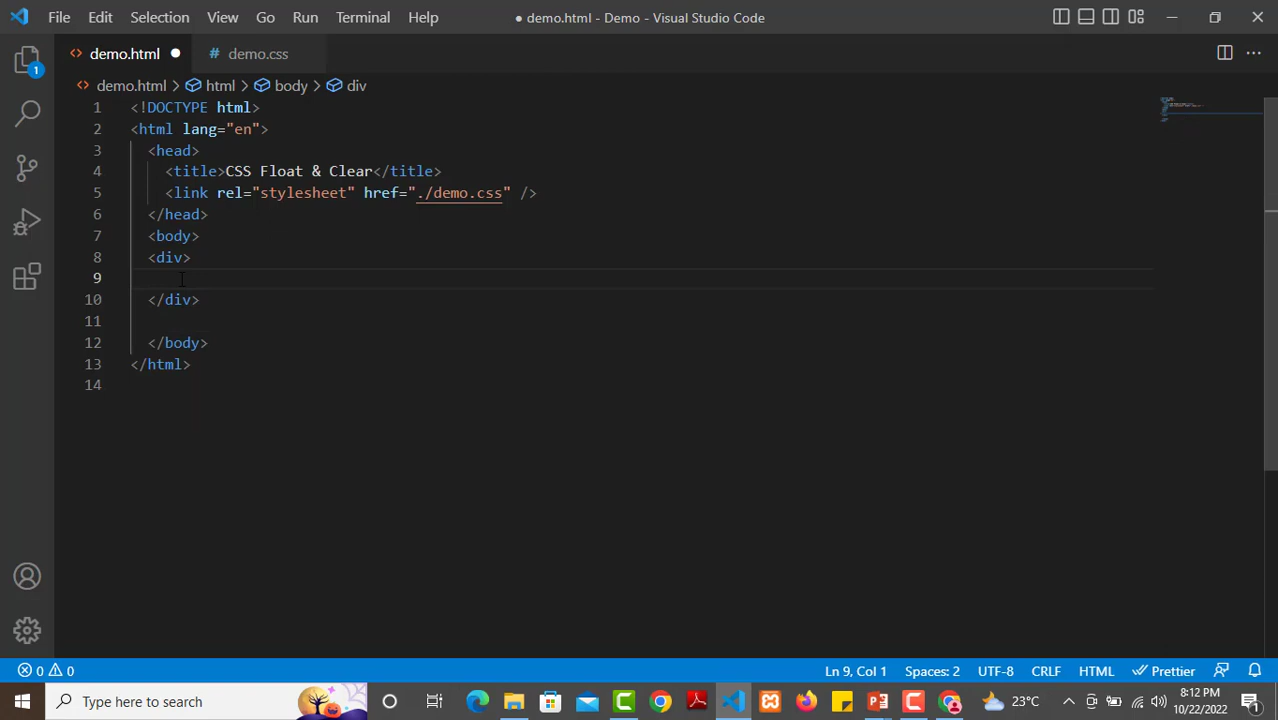 File Edit Selection View Go Run Terminal Help ● demo.html - Demo - Visual Studio Code
demo.html ● # demo.css
demo.html > html > body > div
1 <!DOCTYPE html>
2 <html lang="en">
3 <head>
4 <title>CSS Float & Clear</title>
5 <link rel="stylesheet" href="./demo.css" />
6 </head>
7 <body>
8 <div>
9
10 </div>
11
12 </body>
13 </html>
14
1
0 0 Ln 9, Col 1 Spaces: 2 UTF-8 CRLF HTML Prettier
Type here to search 23°C 8:12 PM
10/22/2022 1